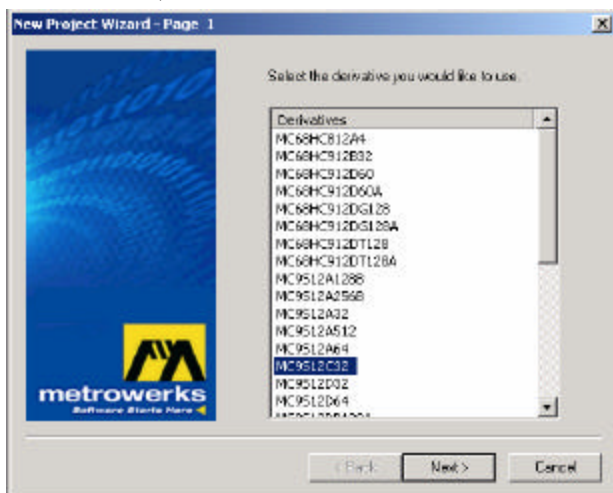 New Project Wizard - Page 1
Select the derivative you would like to use.
Derivatives
MC68HC812A4
MC68HC912B32
MC68HC912D60
MC68HC912D60A
MC68HC912DG128
MC68HC912DG128A
MC68HC912DT128
MC68HC912DT128A
MC9S12A128B
MC9S12A256B
MC9S12A32
MC9S12A512
MC9S12A64
MC9S12C32
MC9S12D32
MC9S12D64
metrowerks
Software Starts Here
< Back
Next >
Cancel